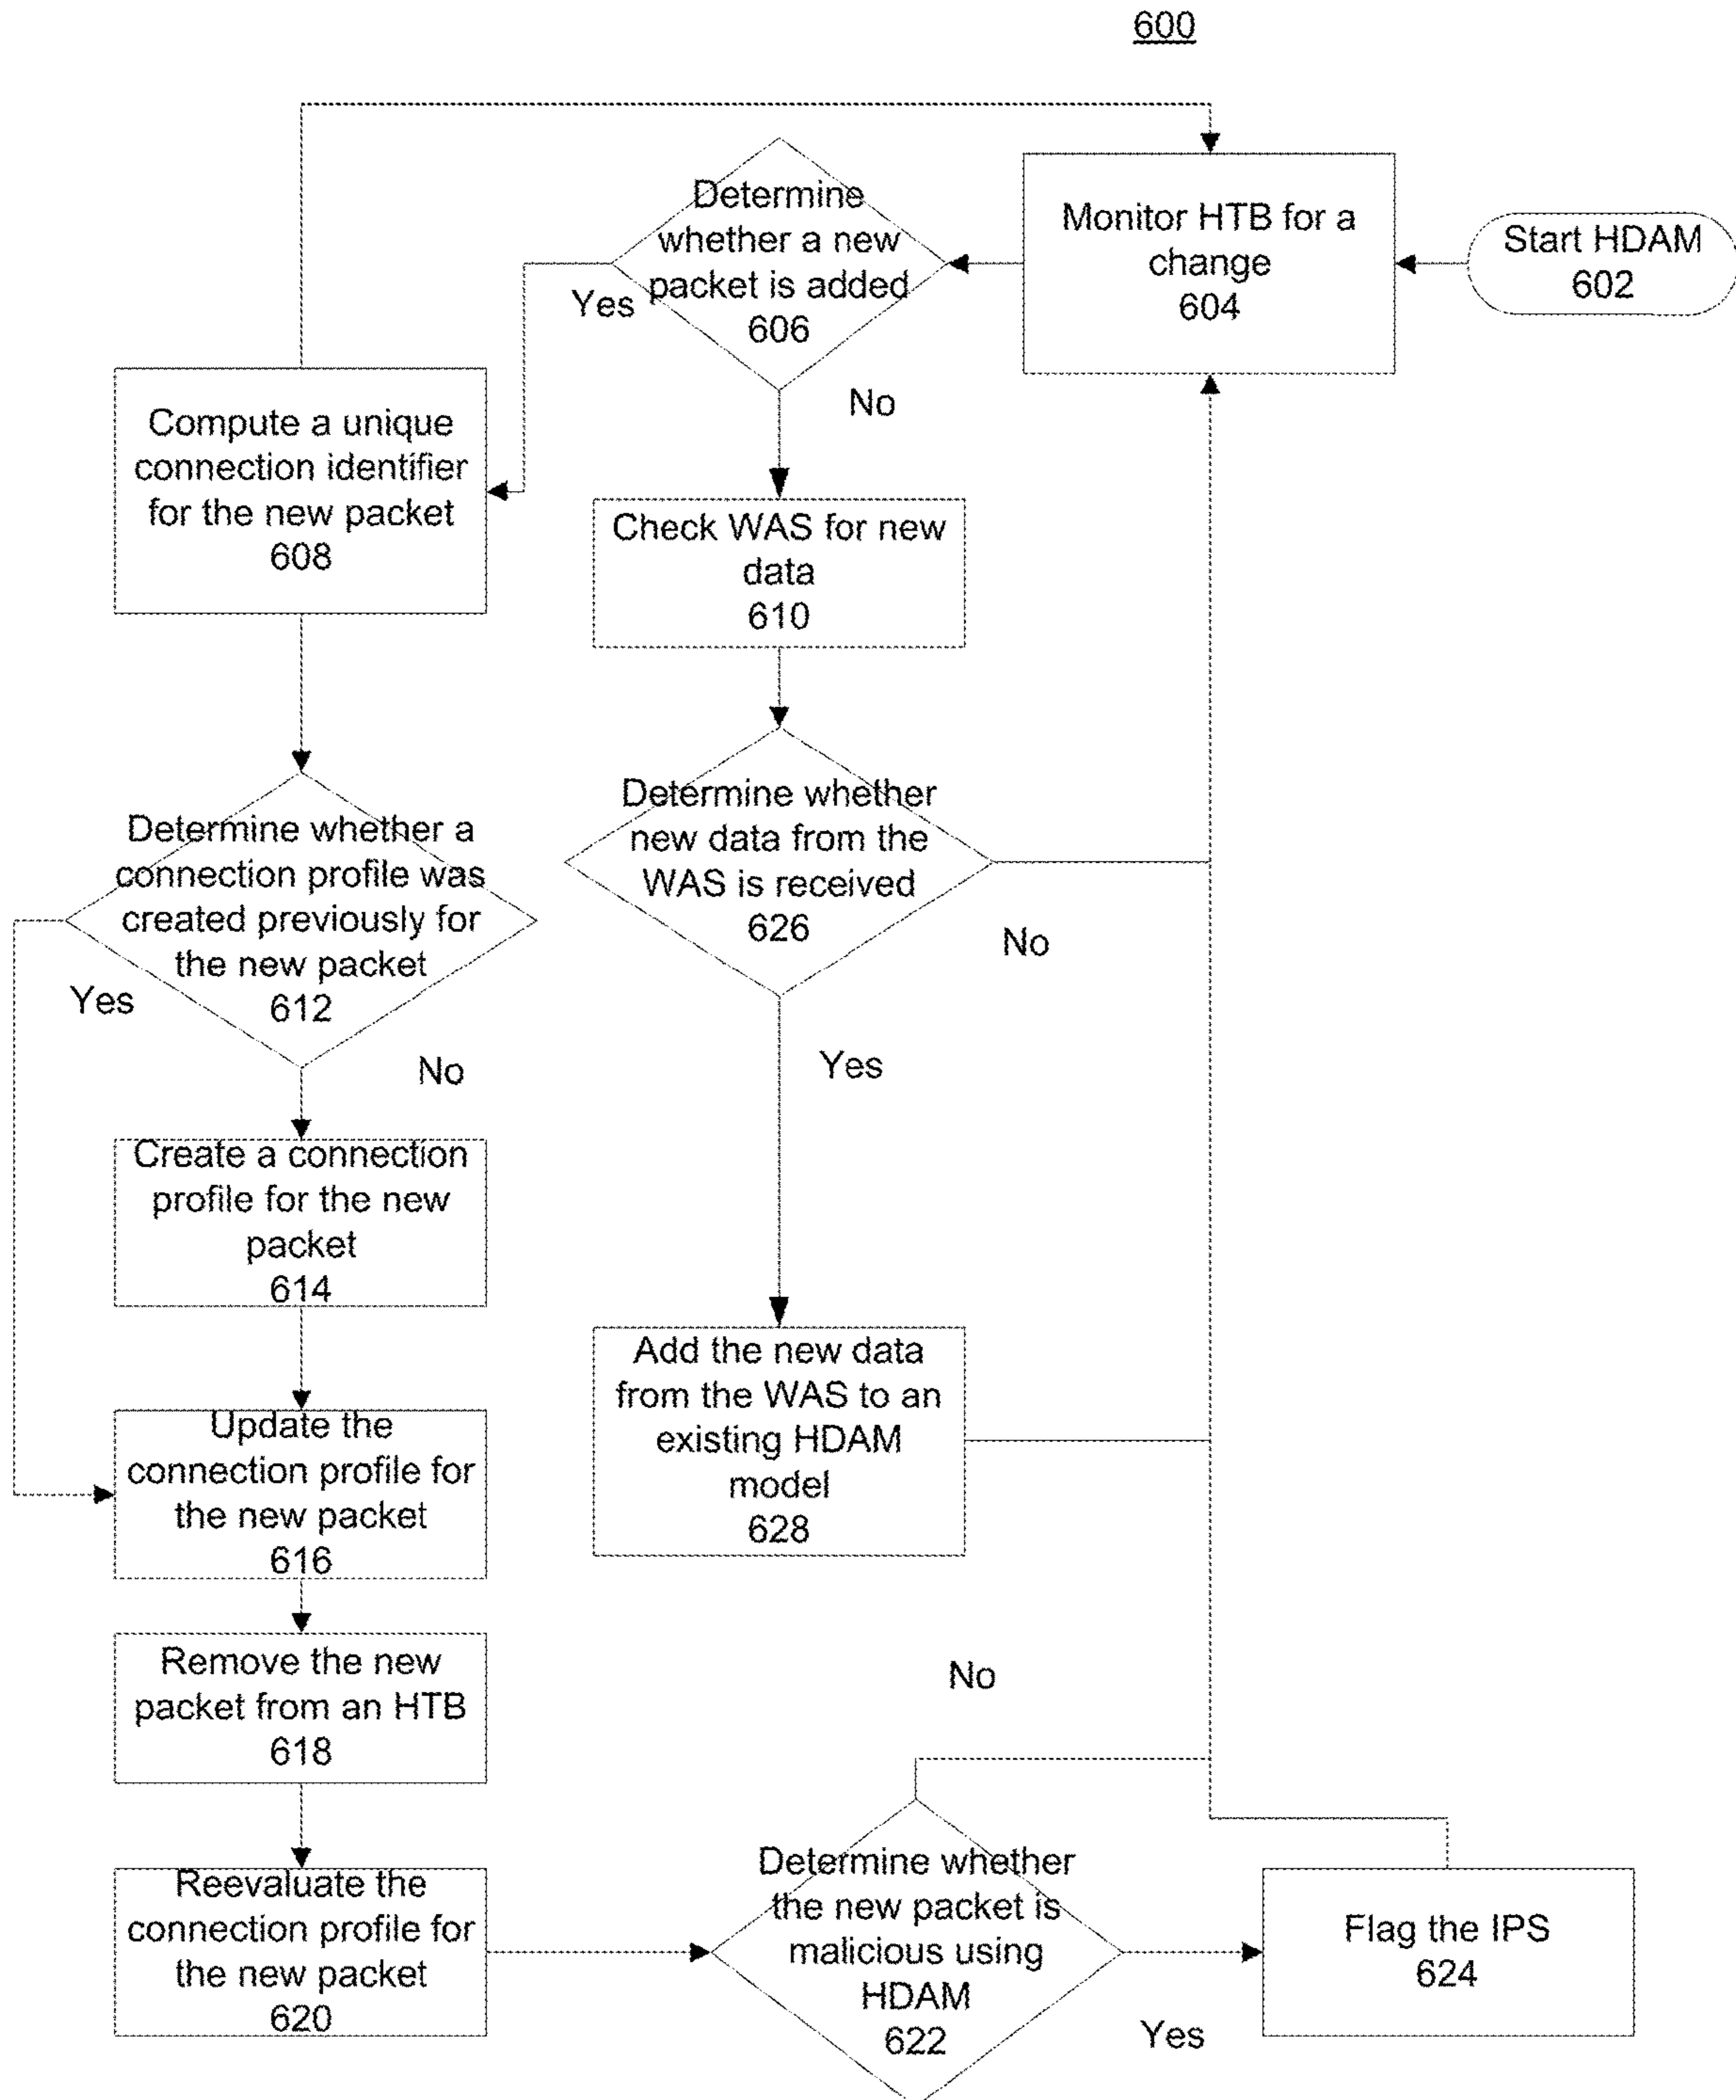 600
Start HDAM
602
Monitor HTB for a
change
604
Determine
whether a new
packet is added
606
Yes
No
Compute a unique
connection identifier
for the new packet
608
Check WAS for new
data
610
Determine whether
new data from the
WAS is received
626
No
Yes
Determine whether a
connection profile was
created previously for
the new packet
612
Yes
No
Create a connection
profile for the new
packet
614
Add the new data
from the WAS to an
existing HDAM
model
628
Update the
connection profile for
the new packet
616
Remove the new
packet from an HTB
618
Reevaluate the
connection profile for
the new packet
620
No
Determine whether
the new packet is
malicious using
HDAM
622
Yes
Flag the IPS
624